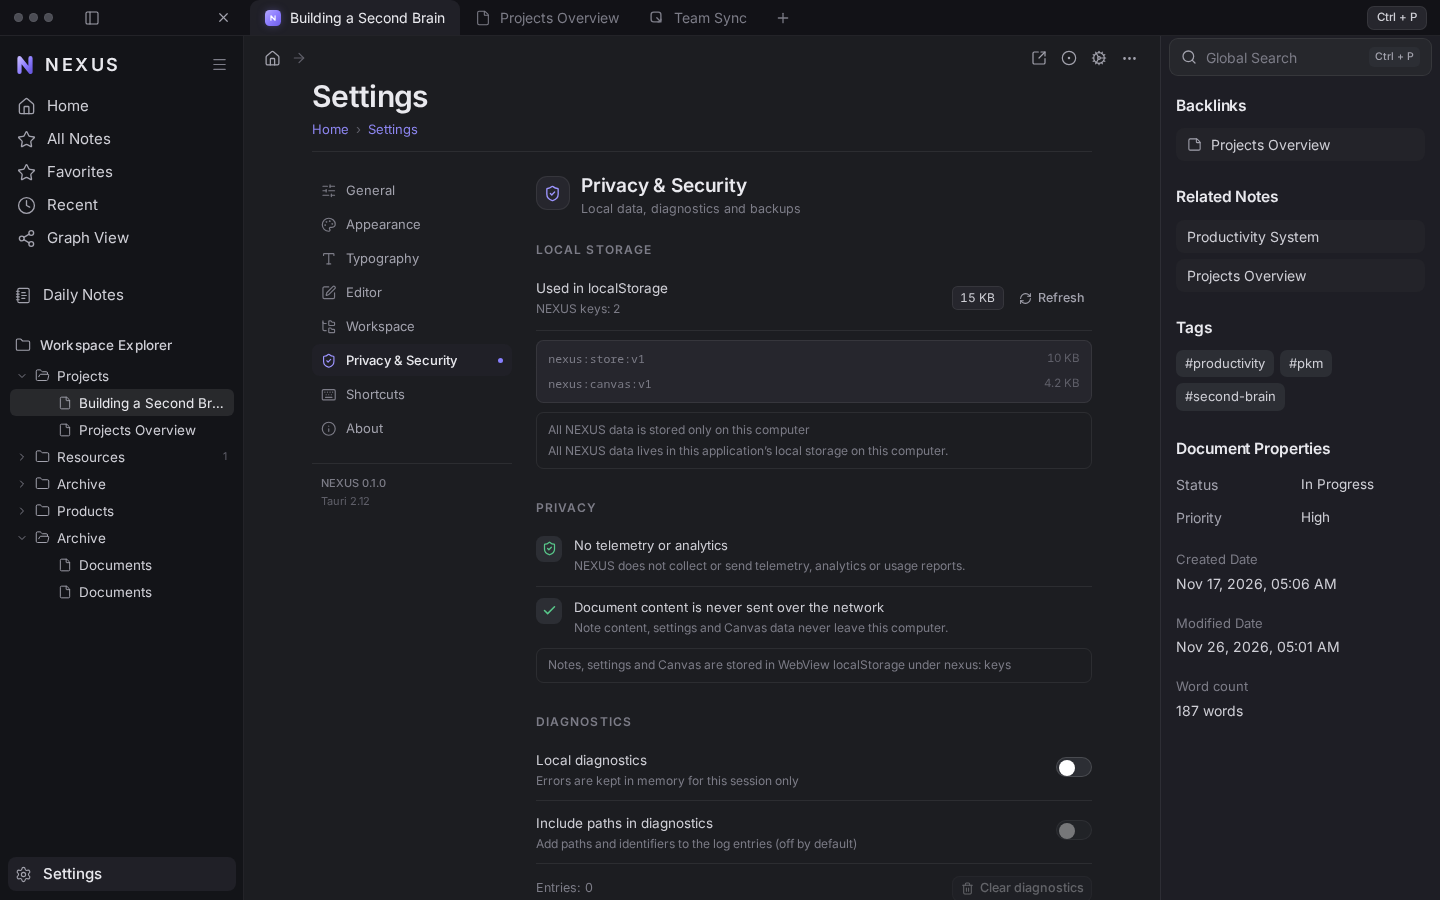 Building a Second Brain
Projects Overview
Team Sync
Ctrl + P
NEXUS
Home
All Notes
Favorites
Recent
Graph View
Daily Notes
Workspace Explorer
Projects
Building a Second Br...
Projects Overview
Resources 1
Archive
Products
Archive
Documents
Documents
Settings
Settings
Home › Settings
General
Appearance
Typography
Editor
Workspace
Privacy & Security
Shortcuts
About
NEXUS 0.1.0
Tauri 2.12
Privacy & Security
Local data, diagnostics and backups
LOCAL STORAGE
Used in localStorage
NEXUS keys: 2
15 KB Refresh
nexus:store:v1 10 KB
nexus:canvas:v1 4.2 KB
All NEXUS data is stored only on this computer
All NEXUS data lives in this application's local storage on this computer.
PRIVACY
No telemetry or analytics
NEXUS does not collect or send telemetry, analytics or usage reports.
Document content is never sent over the network
Note content, settings and Canvas data never leave this computer.
Notes, settings and Canvas are stored in WebView localStorage under nexus: keys
DIAGNOSTICS
Local diagnostics
Errors are kept in memory for this session only
Include paths in diagnostics
Add paths and identifiers to the log entries (off by default)
Entries: 0 Clear diagnostics
Global Search Ctrl + P
Backlinks
Projects Overview
Related Notes
Productivity System
Projects Overview
Tags
#productivity #pkm
#second-brain
Document Properties
Status In Progress
Priority High
Created Date
Nov 17, 2026, 05:06 AM
Modified Date
Nov 26, 2026, 05:01 AM
Word count
187 words